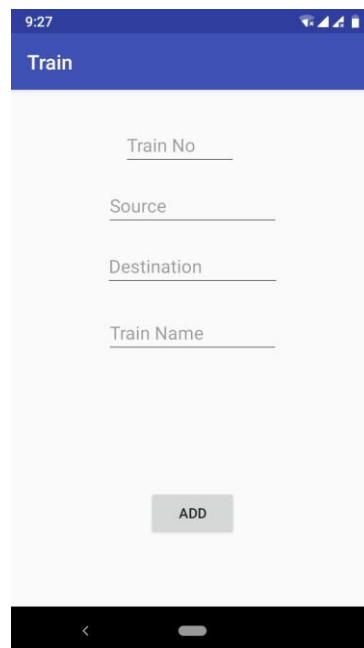 9:27
Train
Train No
Source
Destination
Train Name
ADD